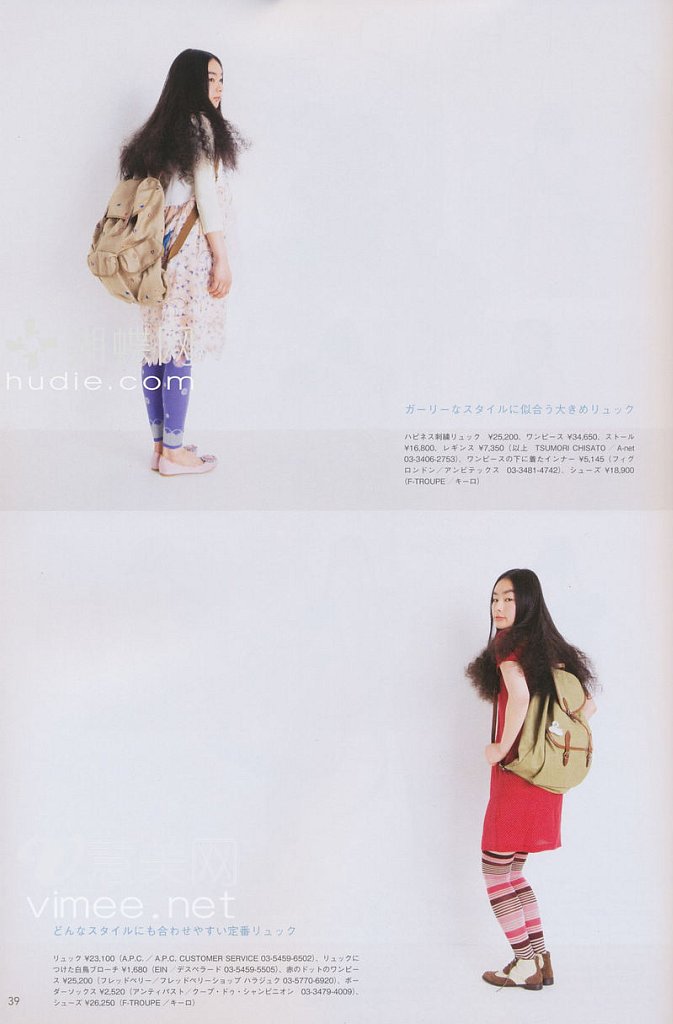 hudie.com
ガーリーなスタイルに似合う大きめリュック
ハピネス刺繍リュック ¥25,200、ワンピース ¥34,650、ストール
¥16,800、レギンス ¥7,350（以上 TSUMORI CHISATO ／ A-net
03-3406-2753）、ワンピースの下に着たインナー ¥5,145（フィグ
ロンドン／アンビデックス 03-3481-4742）、シューズ ¥18,900
（F-TROUPE ／キーロ）
vimee.net
どんなスタイルにも合わせやすい定番リュック
リュック ¥23,100（A.P.C. ／ A.P.C. CUSTOMER SERVICE 03-5459-6502）、リュックに
つけた白鳥ブローチ ¥1,680（EIN ／デスペラード 03-5459-5505）、赤のドットのワンピー
ス ¥25,200（フレッドペリー／フレッドペリーショップ ハラジュク 03-5770-6920）、ボー
ダーソックス ¥2,520（アンティパスト／クープ・ドゥ・シャンピニオン 03-3479-4009）、
シューズ ¥26,250（F-TROUPE ／キーロ）
39